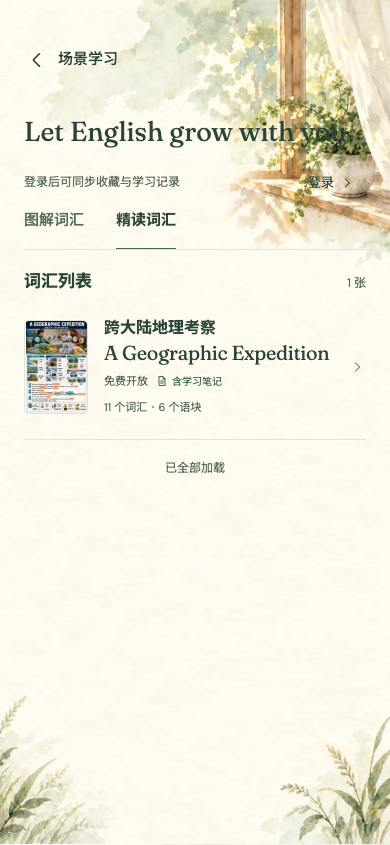 场景学习
Let English grow with you.
登录后可同步收藏与学习记录
登录
图解词汇
精读词汇
词汇列表
1 张
A GEOGRAPHIC EXPEDITION
跨大陆地理考察
A Geographic Expedition
免费开放
含学习笔记
11 个词汇 · 6 个语块
已全部加载